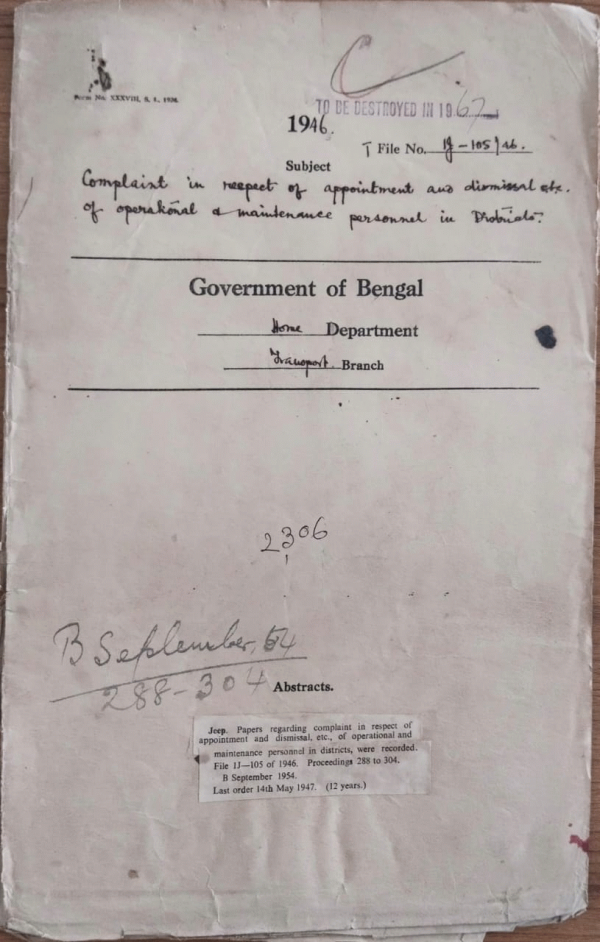 Form No. XXXVIII, S. L. 1936.
C
TO BE DESTROYED IN 1967
1946.
T File No. 1J-105/46.
Subject
Complaint in respect of appointment and dismissal etc.
of operational & maintenance personnel in Districts.
Government of Bengal
Home Department
Transport Branch
2306
B September, 54
288-304
Abstracts.
Jeep. Papers regarding complaint in respect of
appointment and dismissal, etc., of operational and
maintenance personnel in districts, were recorded.
File 1J—105 of 1946. Proceedings 288 to 304.
B September 1954.
Last order 14th May 1947. (12 years.)